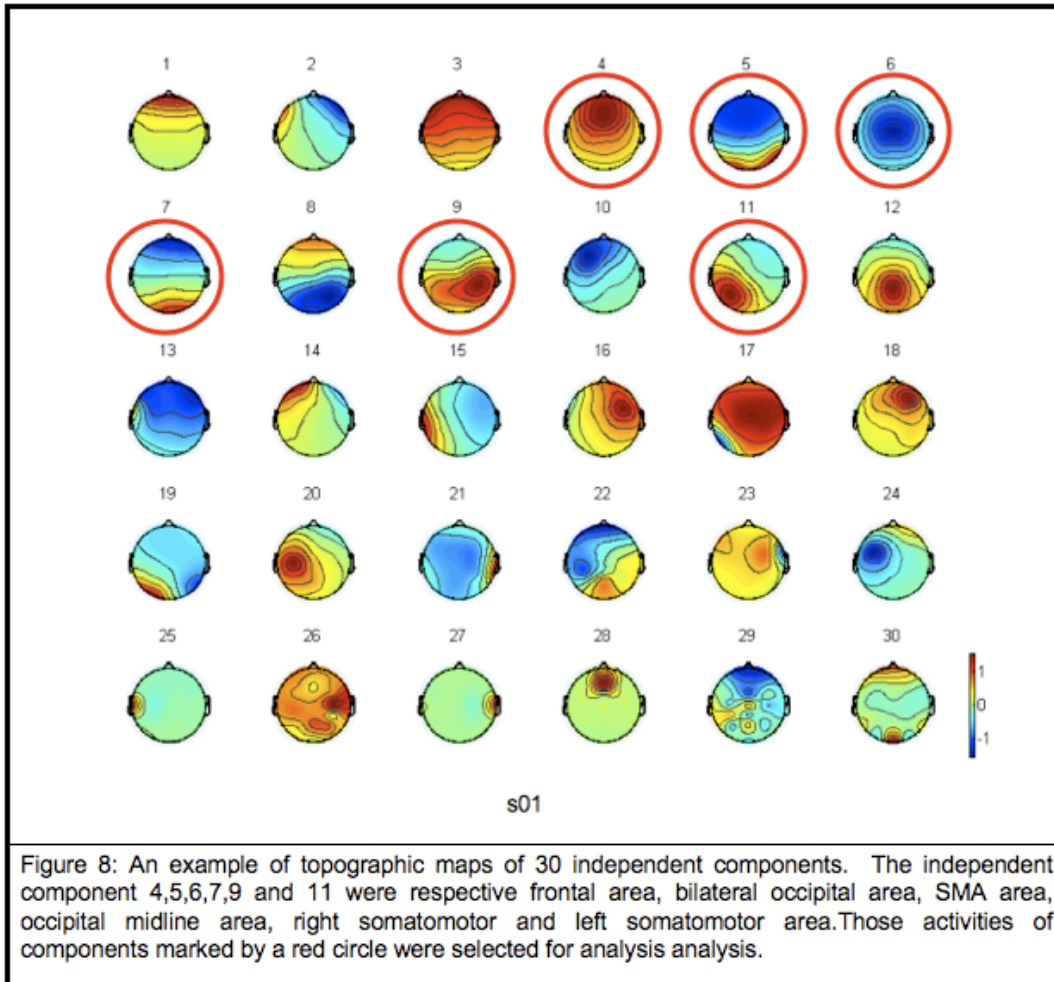 1 2 3 4 5 6
7 8 9 10 11 12
13 14 15 16 17 18
19 20 21 22 23 24
25 26 27 28 29 30
1
0
-1
s01
Figure 8: An example of topographic maps of 30 independent components. The independent
component 4,5,6,7,9 and 11 were respective frontal area, bilateral occipital area, SMA area,
occipital midline area, right somatomotor and left somatomotor area.Those activities of
components marked by a red circle were selected for analysis analysis.